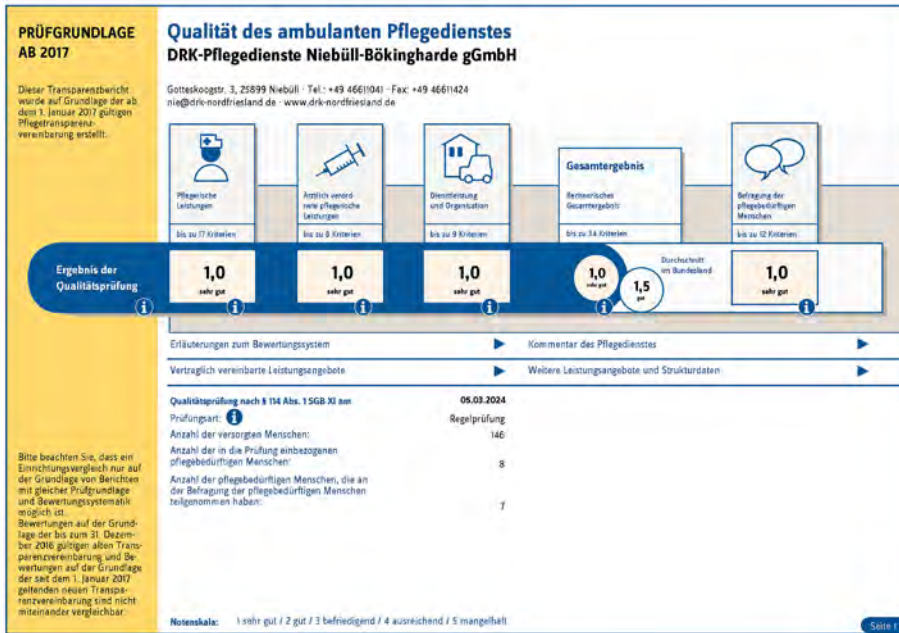 PRÜFGRUNDLAGE
AB 2017
Dieser Transparenzbericht
wurde auf Grundlage der ab
dem 1. Januar 2017 gültigen
Pflegetransparenz-
vereinbarung erstellt.
Bitte beachten Sie, dass ein
Einrichtungsvergleich nur auf
der Grundlage von Berichten
mit gleicher Prüfgrundlage
und Bewertungssystematik
möglich ist.
Bewertungen auf der Grund-
lage der bis zum 31. Dezem-
ber 2016 gültigen alten Trans-
parenzvereinbarung und Be-
wertungen auf der Grundlage
der seit dem 1. Januar 2017
geltenden neuen Transpa-
renzvereinbarung sind nicht
miteinander vergleichbar.
Qualität des ambulanten Pflegedienstes
DRK-Pflegedienste Niebüll-Bökingharde gGmbH
Gotteskoogstr. 3, 25899 Niebüll · Tel.: +49 46611041 · Fax: +49 46611424
nie@drk-nordfriesland.de · www.drk-nordfriesland.de
Pflegerische
Leistungen
bis zu 17 Kriterien
Ärztlich verord
nete pflegerische
Leistungen
bis zu 8 Kriterien
Dienstleistung
und Organisation
bis zu 9 Kriterien
Gesamtergebnis
Rechnerisches
Gesamtergebnis
bis zu 34 Kriterien
Befragung der
pflegebedürftigen
Menschen
bis zu 12 Kriterien
Ergebnis der
Qualitätsprüfung
1,0
sehr gut
1,0
sehr gut
1,0
sehr gut
1,0
sehr gut
1,5
gut
Durchschnitt
im Bundesland
1,0
sehr gut
Erläuterungen zum Bewertungssystem
Kommentar des Pflegedienstes
Vertraglich vereinbarte Leistungsangebote
Weitere Leistungsangebote und Strukturdaten
Qualitätsprüfung nach § 114 Abs. 1 SGB XI am 05.03.2024
Prüfungsart: Regelprüfung
Anzahl der versorgten Menschen: 146
Anzahl der in die Prüfung einbezogenen
pflegebedürftigen Menschen: 8
Anzahl der pflegebedürftigen Menschen, die an
der Befragung der pflegebedürftigen Menschen
teilgenommen haben: 7
Notenskala: 1 sehr gut / 2 gut / 3 befriedigend / 4 ausreichend / 5 mangelhaft
Seite 1